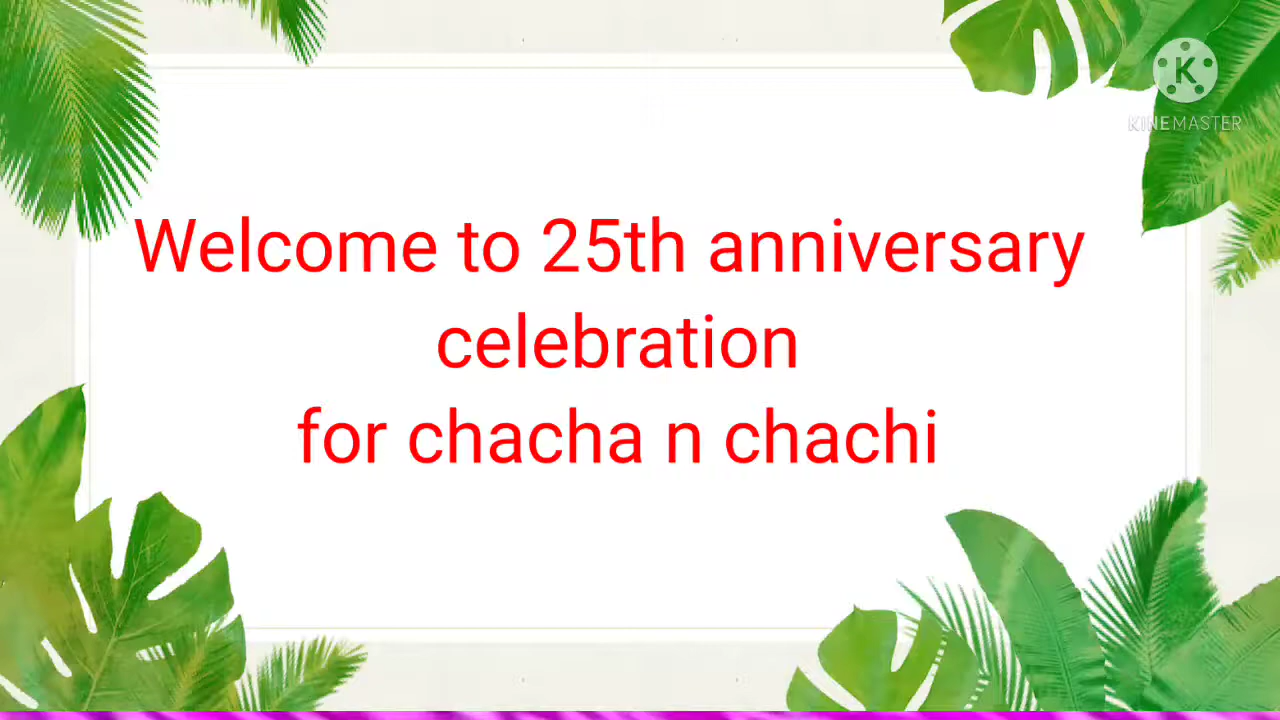 K
KINEMASTER
Welcome to 25th anniversary
celebration
for chacha n chachi